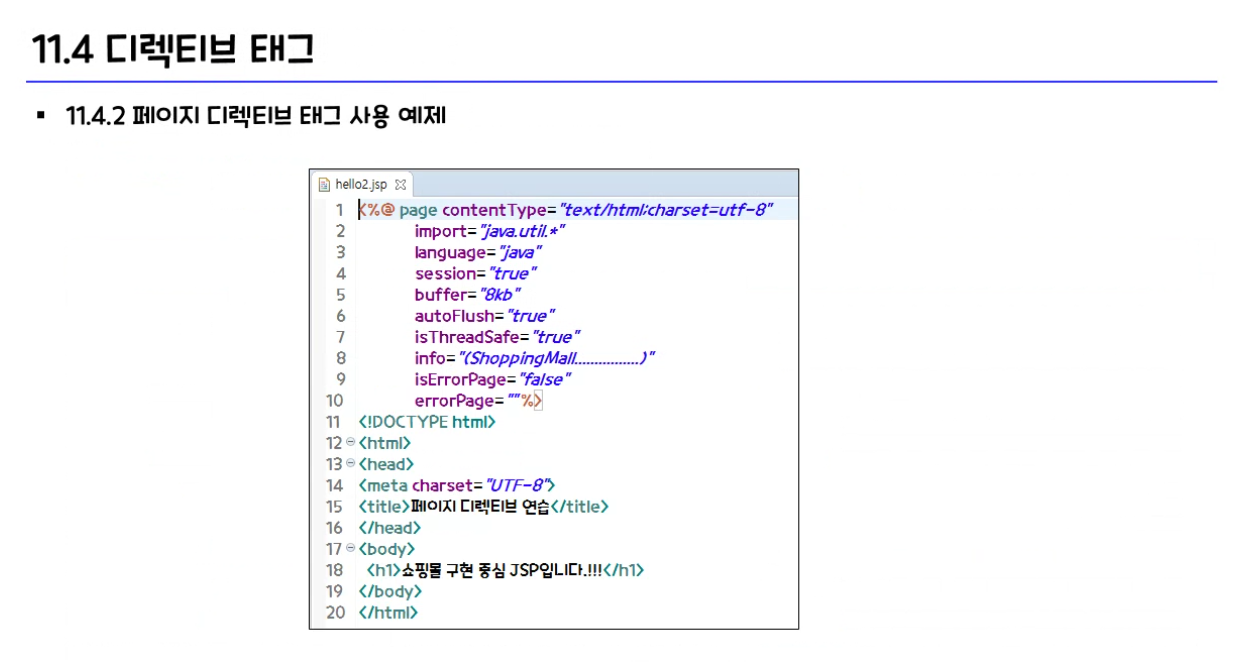 11.4 디렉티브 태그
▪ 11.4.2 페이지 디렉티브 태그 사용 예제
hello2.jsp
1 <%@ page contentType="text/html;charset=utf-8"
2 import="java.util.*"
3 language="java"
4 session="true"
5 buffer="8kb"
6 autoFlush="true"
7 isThreadSafe="true"
8 info="(ShoppingMall................)"
9 isErrorPage="false"
10 errorPage=""%>
11 <!DOCTYPE html>
12 <html>
13 <head>
14 <meta charset="UTF-8">
15 <title>페이지 디렉티브 연습</title>
16 </head>
17 <body>
18 <h1>쇼핑몰 구현 중심 JSP입니다.!!!</h1>
19 </body>
20 </html>